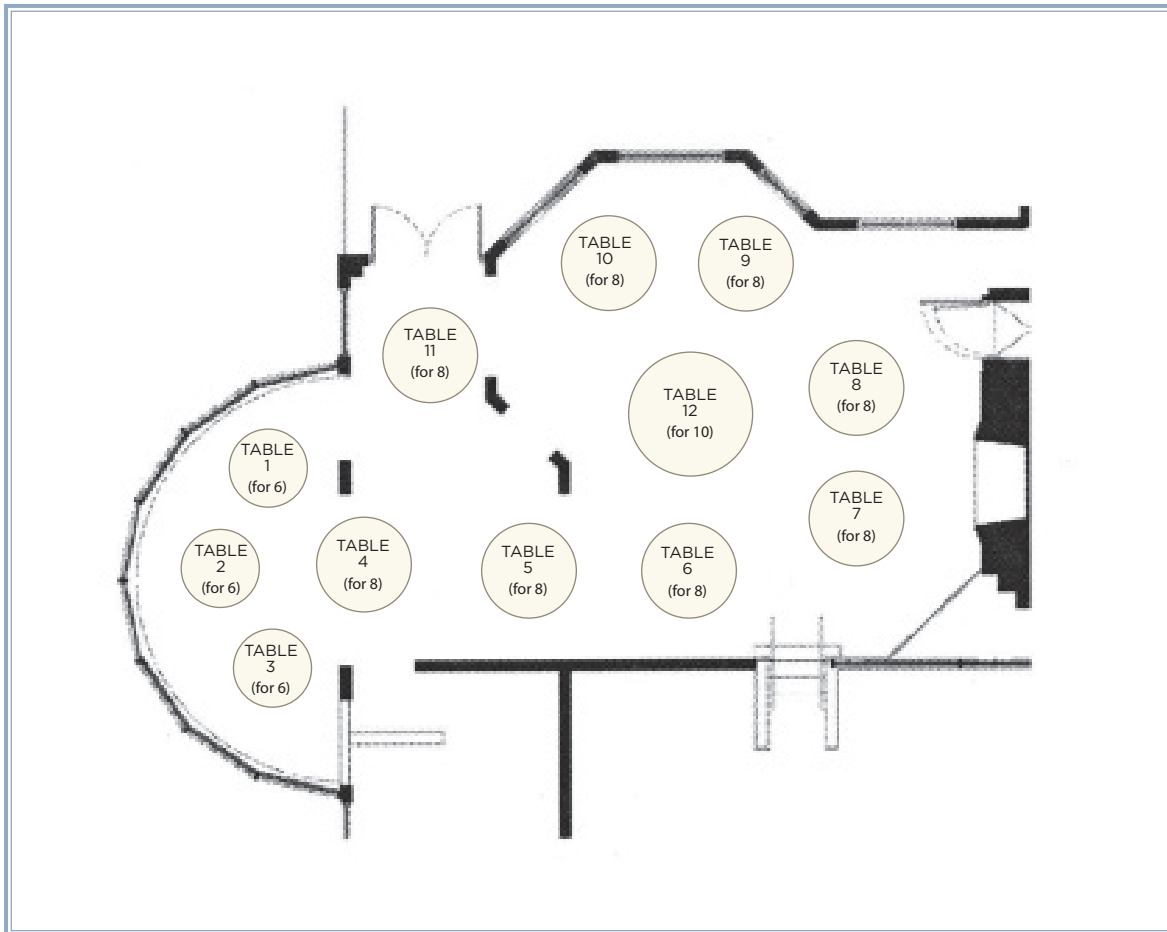 TABLE
10
(for 8)
TABLE
9
(for 8)
TABLE
11
(for 8)
TABLE
8
(for 8)
TABLE
12
(for 10)
TABLE
1
(for 6)
TABLE
7
(for 8)
TABLE
4
(for 8)
TABLE
2
(for 6)
TABLE
5
(for 8)
TABLE
6
(for 8)
TABLE
3
(for 6)